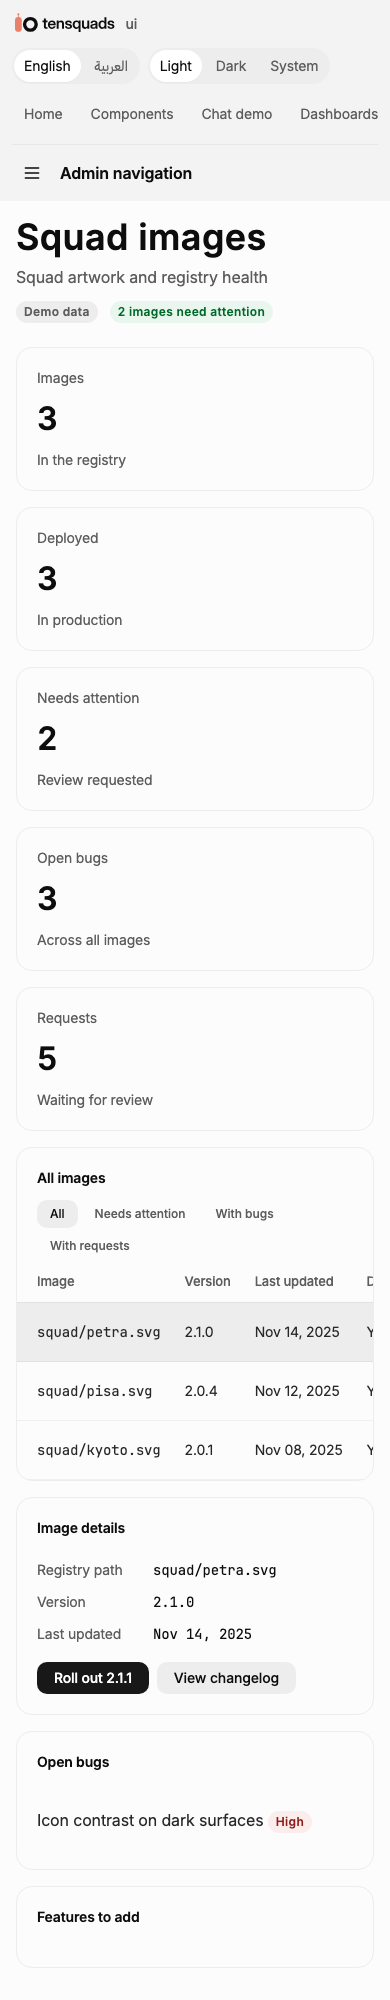 tensquads ui
English العربية Light Dark System
Home Components Chat demo Dashboards
Admin navigation
Squad images
Squad artwork and registry health
Demo data 2 images need attention
Images
3
In the registry
Deployed
3
In production
Needs attention
2
Review requested
Open bugs
3
Across all images
Requests
5
Waiting for review
All images
All Needs attention With bugs
With requests
Image Version Last updated
squad/petra.svg 2.1.0 Nov 14, 2025
squad/pisa.svg 2.0.4 Nov 12, 2025
squad/kyoto.svg 2.0.1 Nov 08, 2025
Image details
Registry path squad/petra.svg
Version 2.1.0
Last updated Nov 14, 2025
Roll out 2.1.1 View changelog
Open bugs
Icon contrast on dark surfaces High
Features to add